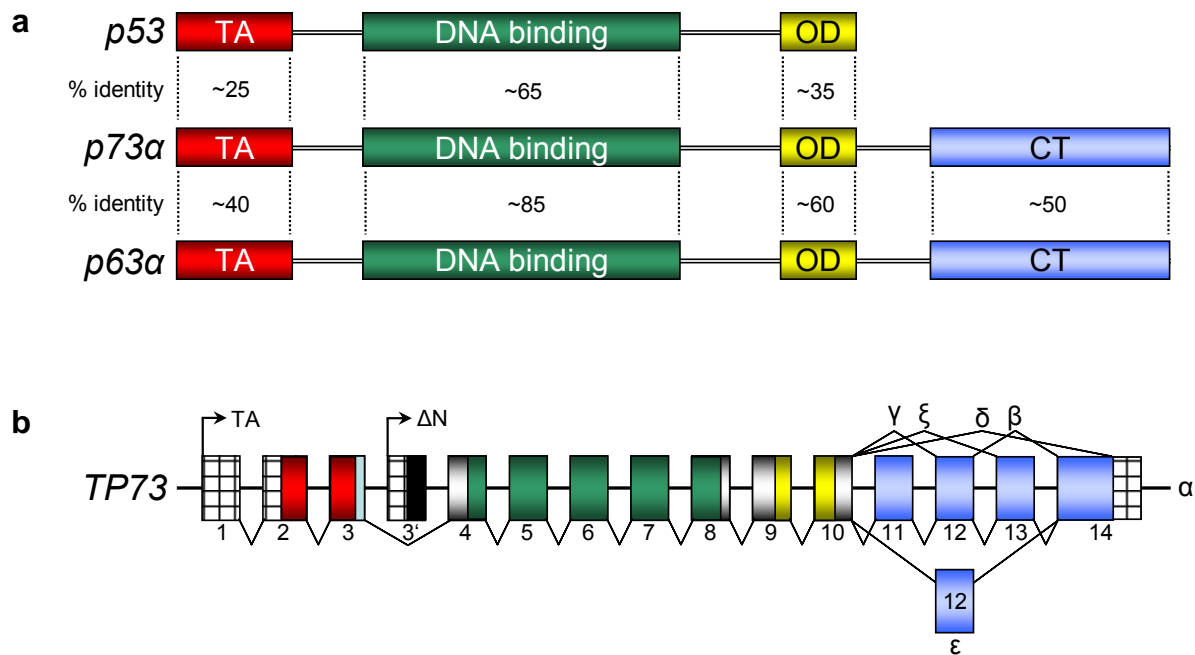 a
p53 TA DNA binding OD
% identity ~25 ~65 ~35
p73α TA DNA binding OD CT
% identity ~40 ~85 ~60 ~50
p63α TA DNA binding OD CT
b
TA ΔN γ ξ δ β
TP73 α
1 2 3 3' 4 5 6 7 8 9 10 11 12 13 14
12
ε